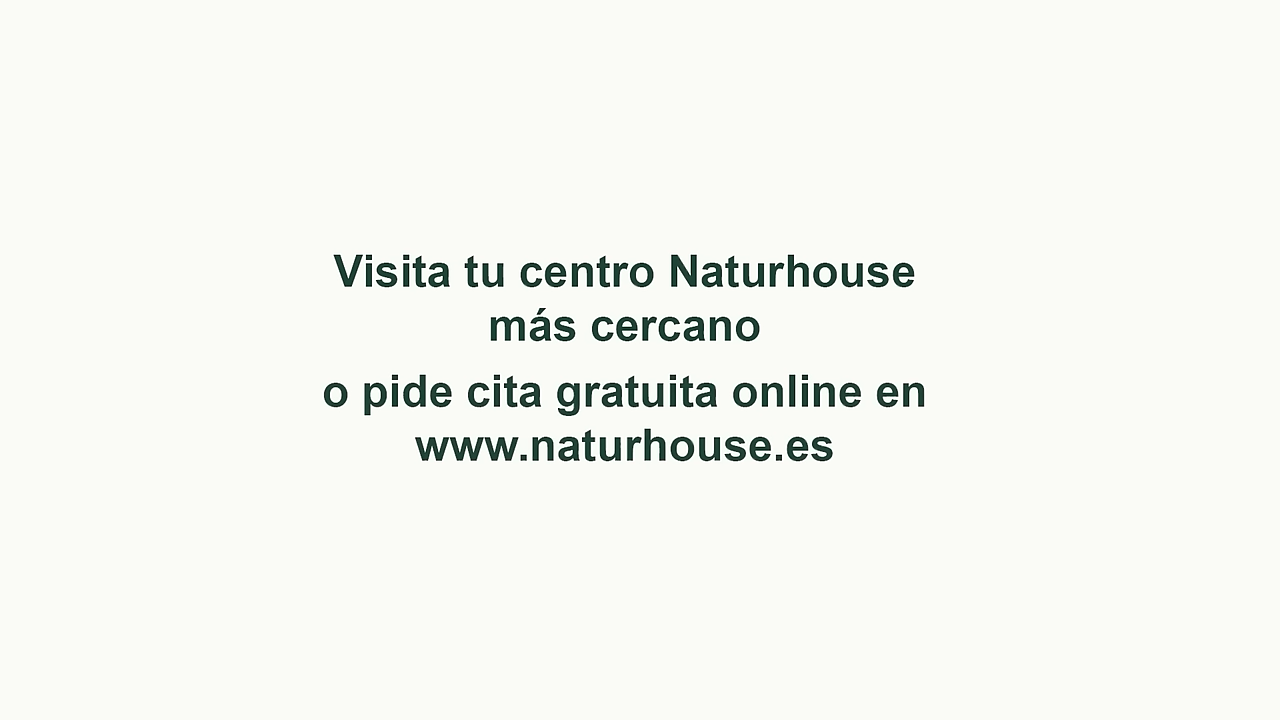 Visita tu centro Naturhouse
más cercano
o pide cita gratuita online en
www.naturhouse.es